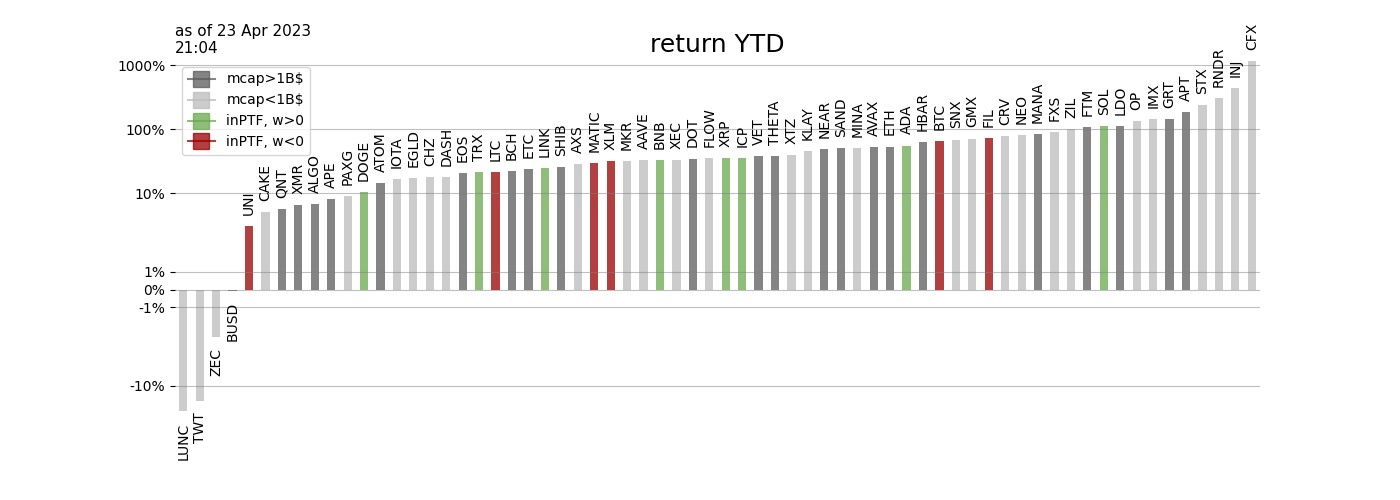 as of 23 Apr 2023
21:04
return YTD
1000%
100%
10%
1%
0%
-1%
-10%
mcap>1B$
mcap<1B$
inPTF, w>0
inPTF, w<0
LUNC
TWT
ZEC
BUSD
UNI
CAKE
QNT
XMR
ALGO
APE
PAXG
DOGE
ATOM
IOTA
EGLD
CHZ
DASH
EOS
TRX
LTC
BCH
ETC
LINK
SHIB
AXS
MATIC
XLM
MKR
AAVE
BNB
XEC
DOT
FLOW
XRP
ICP
VET
THETA
XTZ
KLAY
NEAR
SAND
MINA
AVAX
ETH
ADA
HBAR
BTC
SNX
GMX
FIL
CRV
NEO
MANA
FXS
ZIL
FTM
SOL
LDO
OP
IMX
GRT
APT
STX
RNDR
INJ
CFX